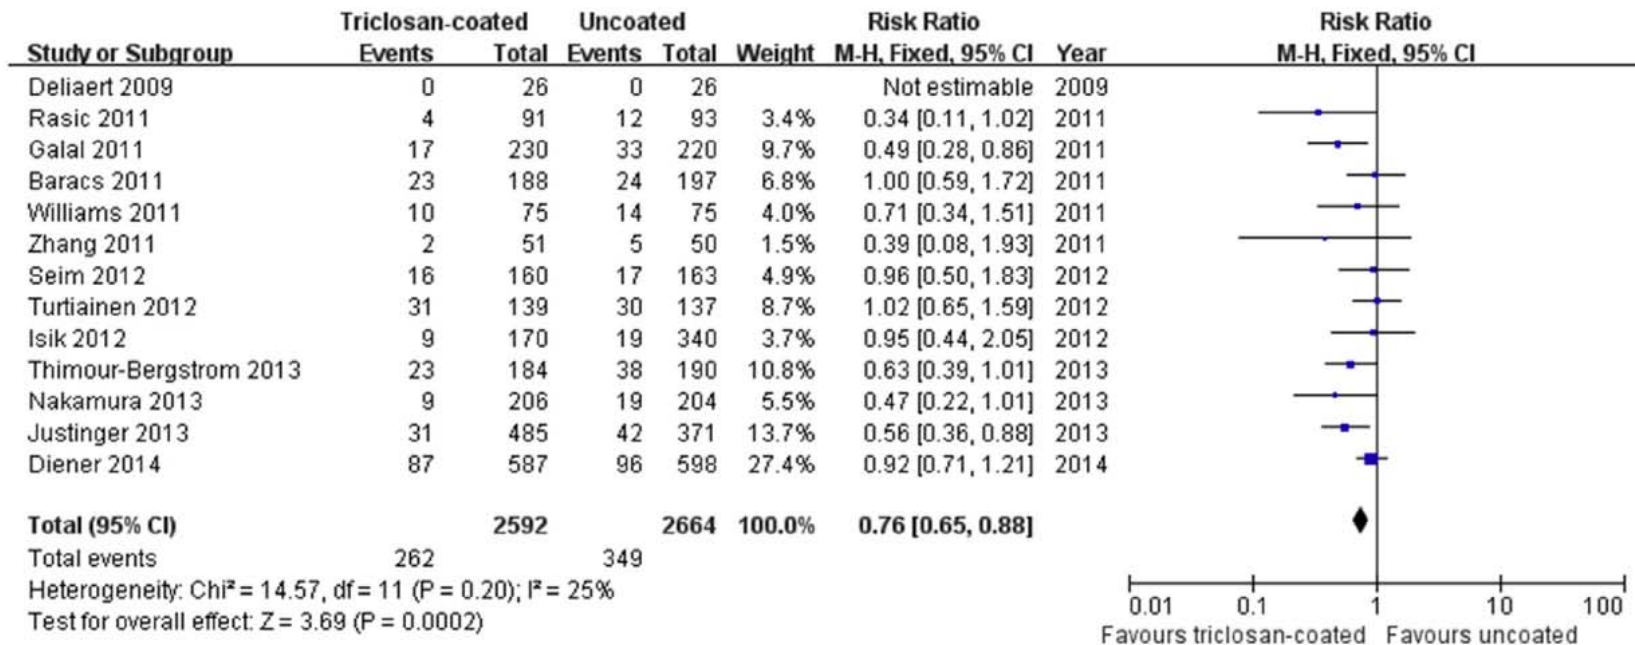 Triclosan-coated Uncoated Risk Ratio Risk Ratio
Study or Subgroup Events Total Events Total Weight M-H, Fixed, 95% CI Year M-H, Fixed, 95% CI
Deliaert 2009 0 26 0 26 Not estimable 2009
Rasic 2011 4 91 12 93 3.4% 0.34 [0.11, 1.02] 2011
Galal 2011 17 230 33 220 9.7% 0.49 [0.28, 0.86] 2011
Baracs 2011 23 188 24 197 6.8% 1.00 [0.59, 1.72] 2011
Williams 2011 10 75 14 75 4.0% 0.71 [0.34, 1.51] 2011
Zhang 2011 2 51 5 50 1.5% 0.39 [0.08, 1.93] 2011
Seim 2012 16 160 17 163 4.9% 0.96 [0.50, 1.83] 2012
Turtiainen 2012 31 139 30 137 8.7% 1.02 [0.65, 1.59] 2012
Isik 2012 9 170 19 340 3.7% 0.95 [0.44, 2.05] 2012
Thimour-Bergstrom 2013 23 184 38 190 10.8% 0.63 [0.39, 1.01] 2013
Nakamura 2013 9 206 19 204 5.5% 0.47 [0.22, 1.01] 2013
Justinger 2013 31 485 42 371 13.7% 0.56 [0.36, 0.88] 2013
Diener 2014 87 587 96 598 27.4% 0.92 [0.71, 1.21] 2014
Total (95% CI) 2592 2664 100.0% 0.76 [0.65, 0.88]
Total events 262 349
Heterogeneity: Chi² = 14.57, df = 11 (P = 0.20); I² = 25%
Test for overall effect: Z = 3.69 (P = 0.0002)
0.01 0.1 1 10 100
Favours triclosan-coated Favours uncoated